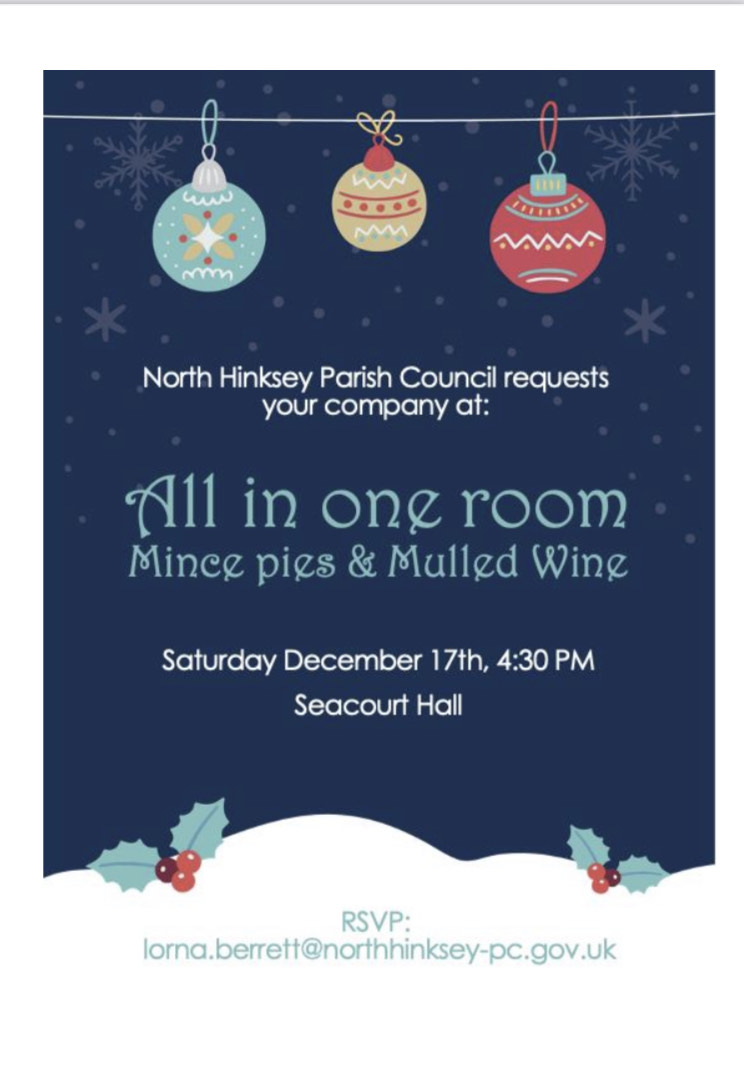 North Hinksey Parish Council requests
your company at:
All in one room
Mince pies & Mulled Wine
Saturday December 17th, 4:30 PM
Seacourt Hall
RSVP:
lorna.berrett@northhinksey-pc.gov.uk